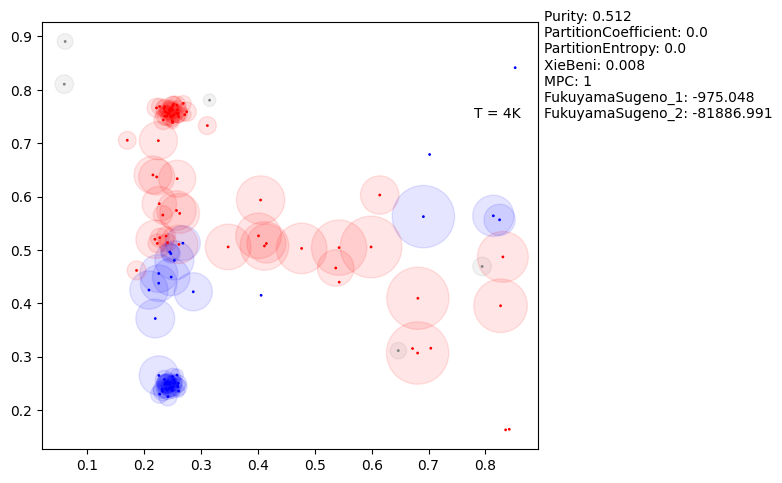 Purity: 0.512
PartitionCoefficient: 0.0
PartitionEntropy: 0.0
XieBeni: 0.008
MPC: 1
FukuyamaSugeno_1: -975.048
FukuyamaSugeno_2: -81886.991
T = 4K
0.9
0.8
0.7
0.6
0.5
0.4
0.3
0.2
0.1 0.2 0.3 0.4 0.5 0.6 0.7 0.8